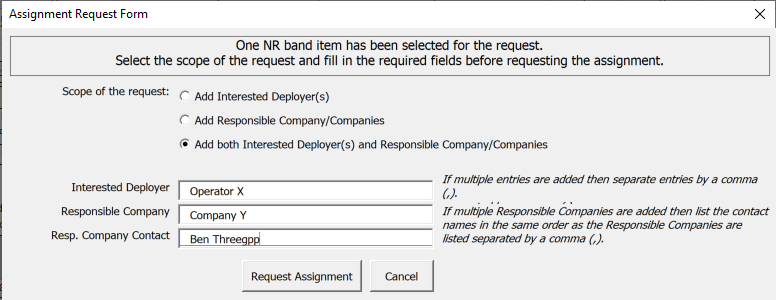 Assignment Request Form
One NR band item has been selected for the request.
Select the scope of the request and fill in the required fields before requesting the assignment.
Scope of the request:
Add Interested Deployer(s)
Add Responsible Company/Companies
Add both Interested Deployer(s) and Responsible Company/Companies
Interested Deployer
Operator X
If multiple entries are added then separate entries by a comma
(,).
Responsible Company
Company Y
If multiple Responsible Companies are added then list the contact
names in the same order as the Responsible Companies are
listed separated by a comma (,).
Resp. Company Contact
Ben Threegpp
Request Assignment
Cancel